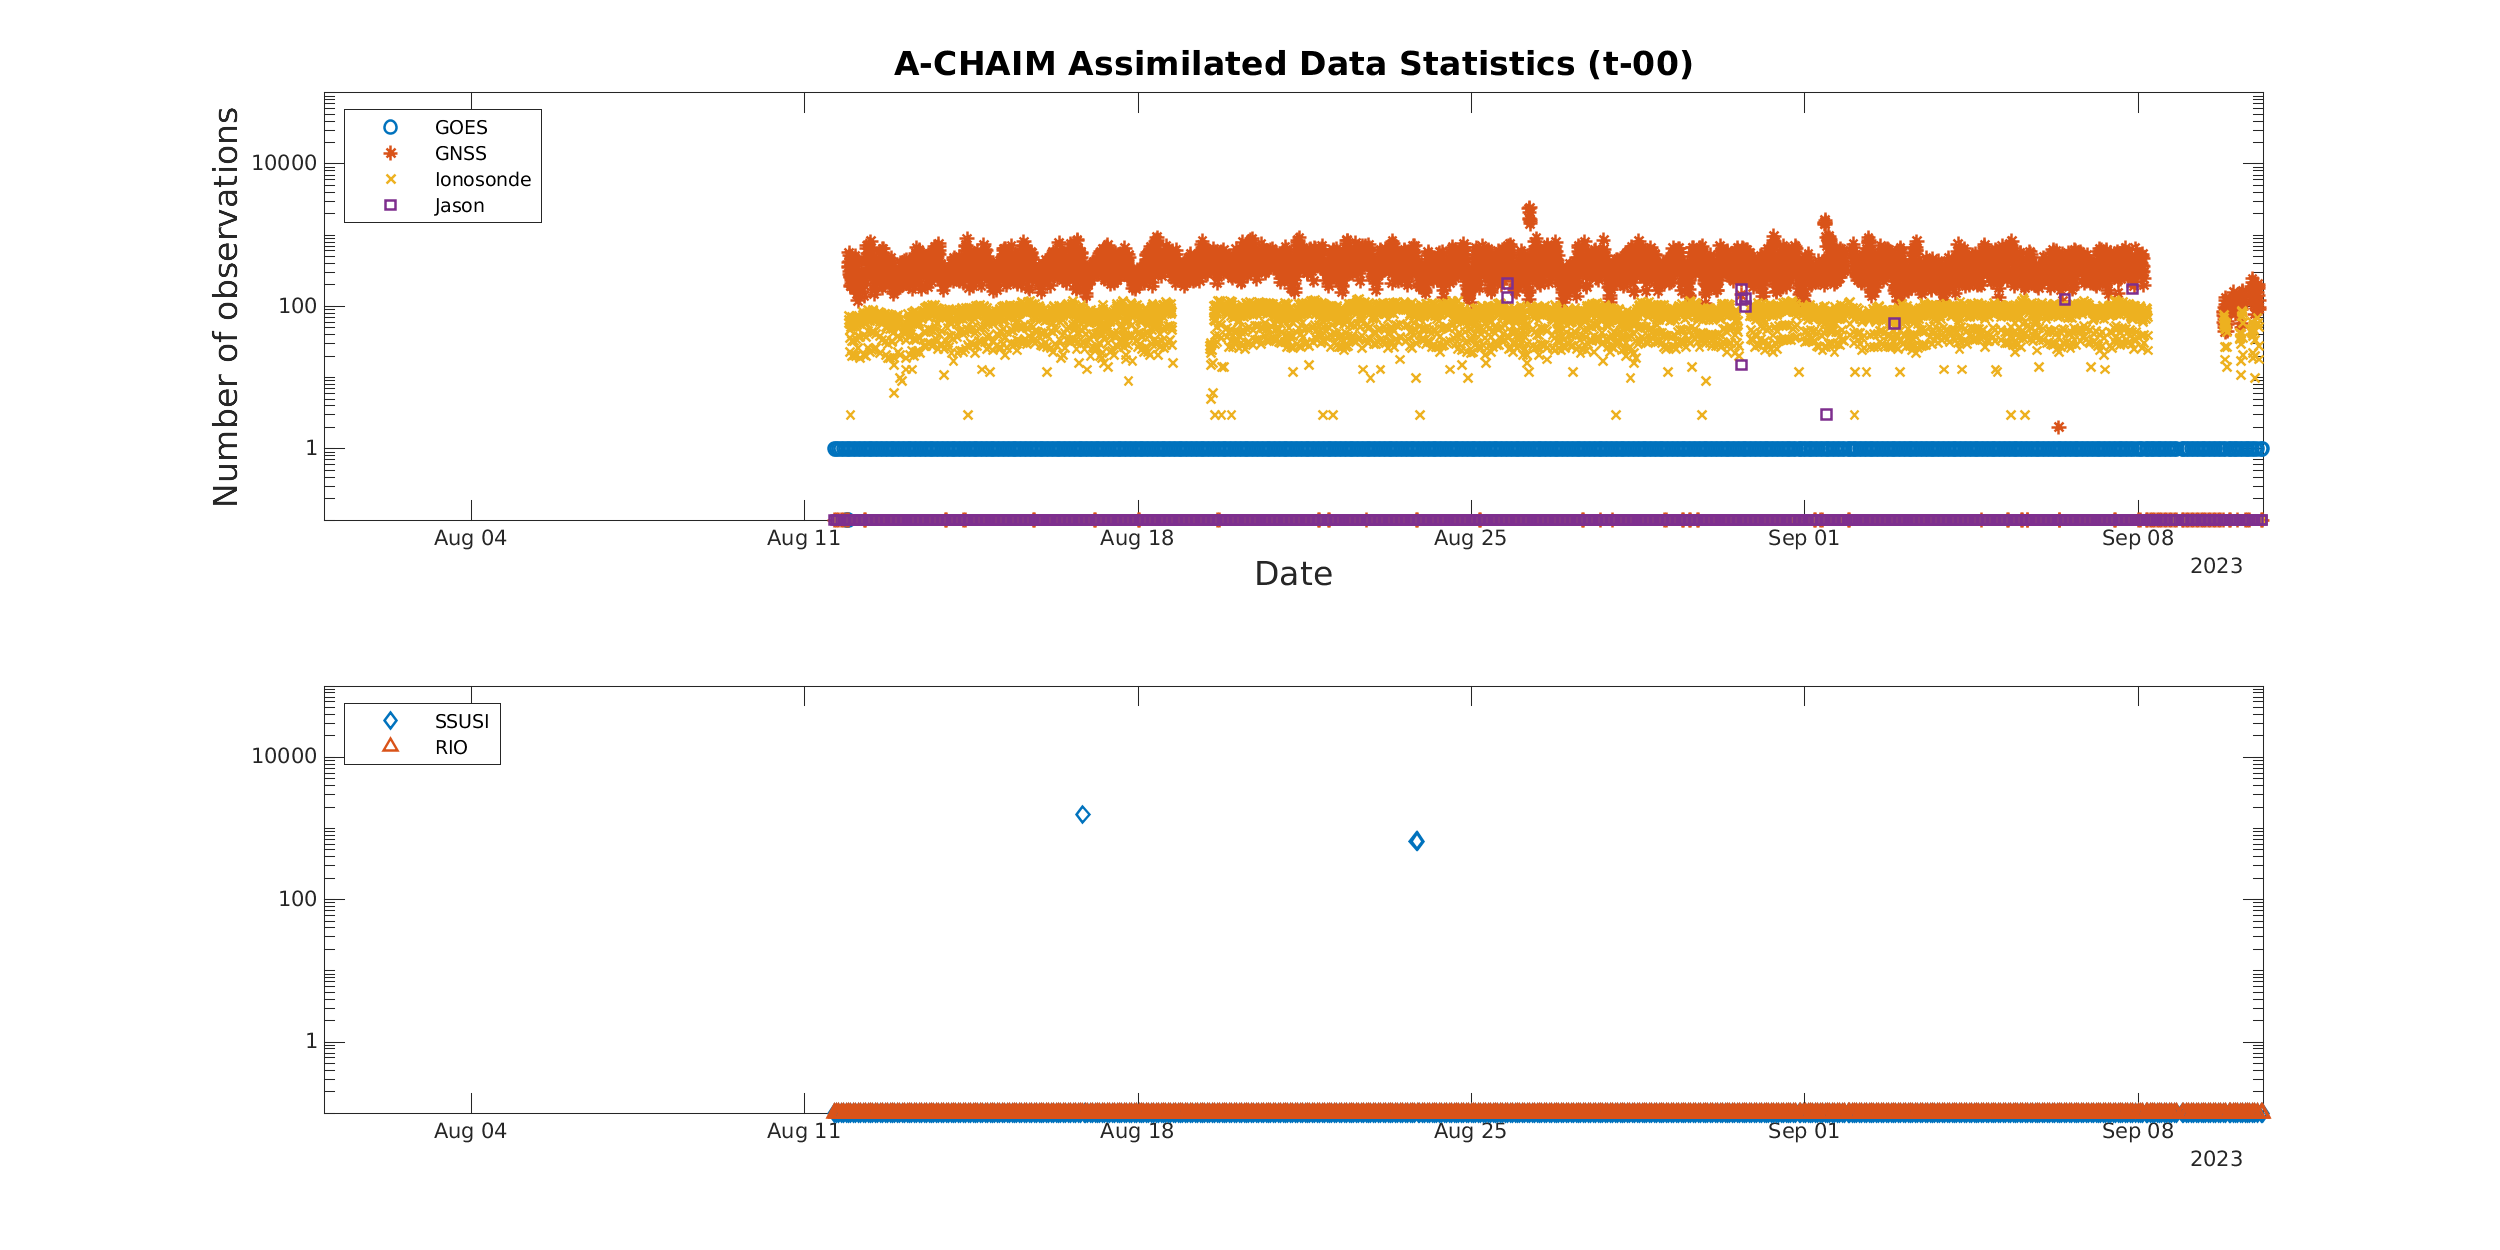 A-CHAIM Assimilated Data Statistics (t-00)
Number of observations
10000
100
1
GOES
GNSS
Ionosonde
Jason
Aug 04
Aug 11
Aug 18
Aug 25
Sep 01
Sep 08
2023
Date
10000
100
1
SSUSI
RIO
Aug 04
Aug 11
Aug 18
Aug 25
Sep 01
Sep 08
2023